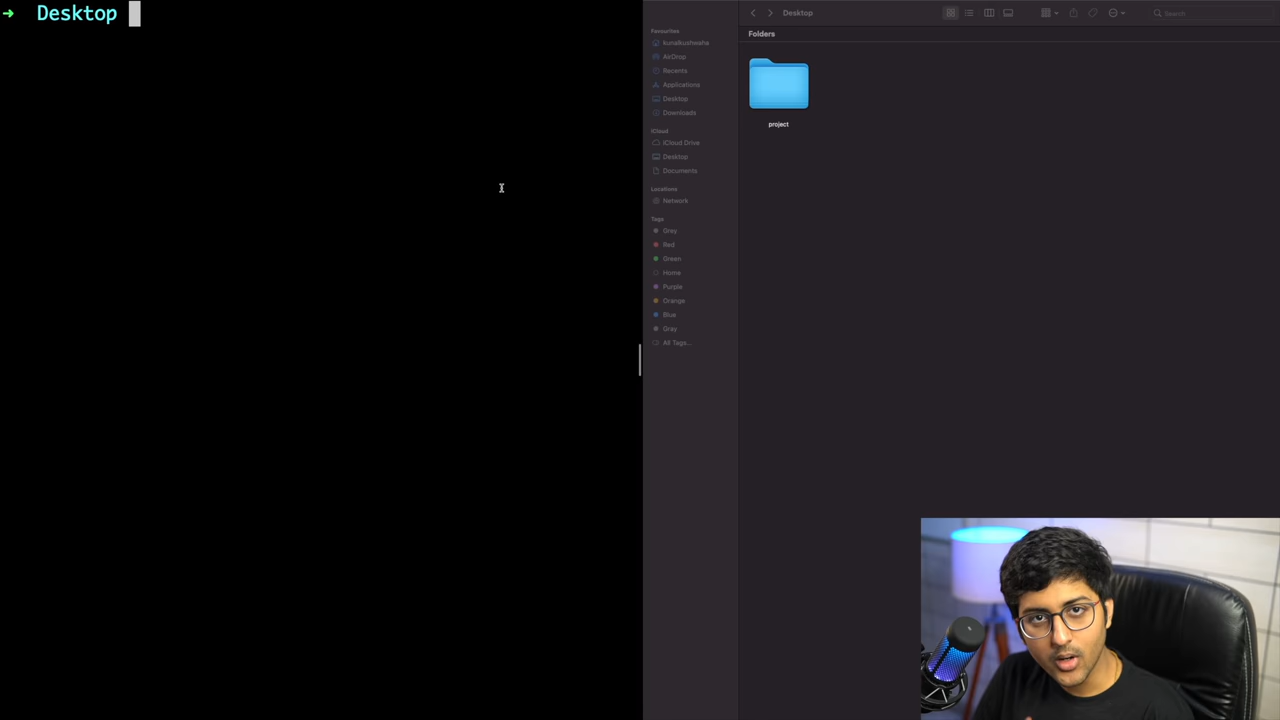 ➜ Desktop
Desktop
Search
Favourites
kunalkushwaha
AirDrop
Recents
Applications
Desktop
Downloads
iCloud
iCloud Drive
Desktop
Documents
Locations
Network
Tags
Grey
Red
Green
Home
Purple
Orange
Blue
Gray
All Tags...
Folders
project